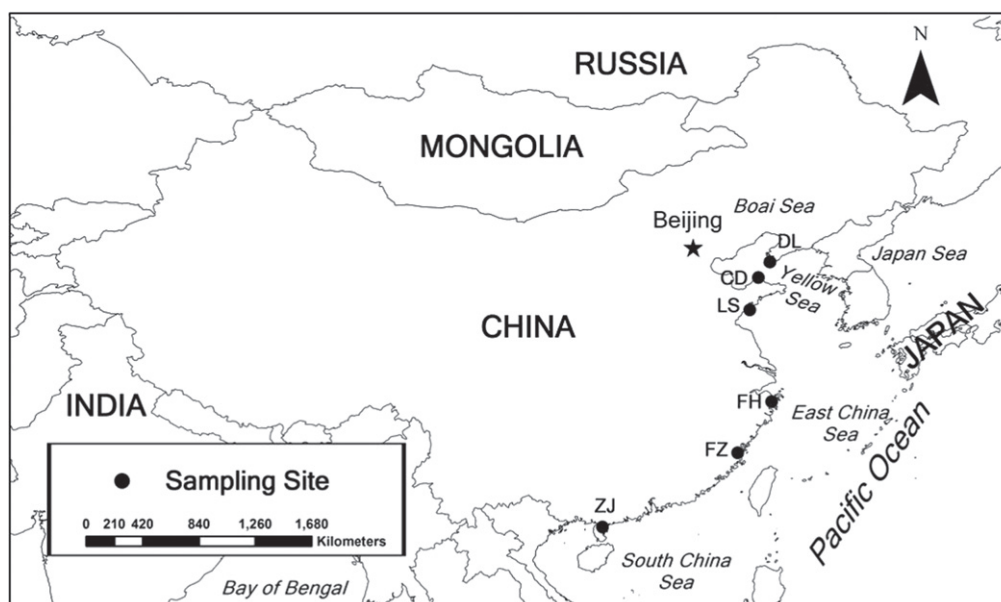 RUSSIA
N
MONGOLIA
Beijing
Boai Sea
DL
Japan Sea
CD
Yellow
Sea
LS
CHINA
JAPAN
INDIA
FH
East China
Sea
FZ
Pacific Ocean
Sampling Site
ZJ
0 210 420 840 1,260 1,680
Kilometers
South China
Sea
Bay of Bengal